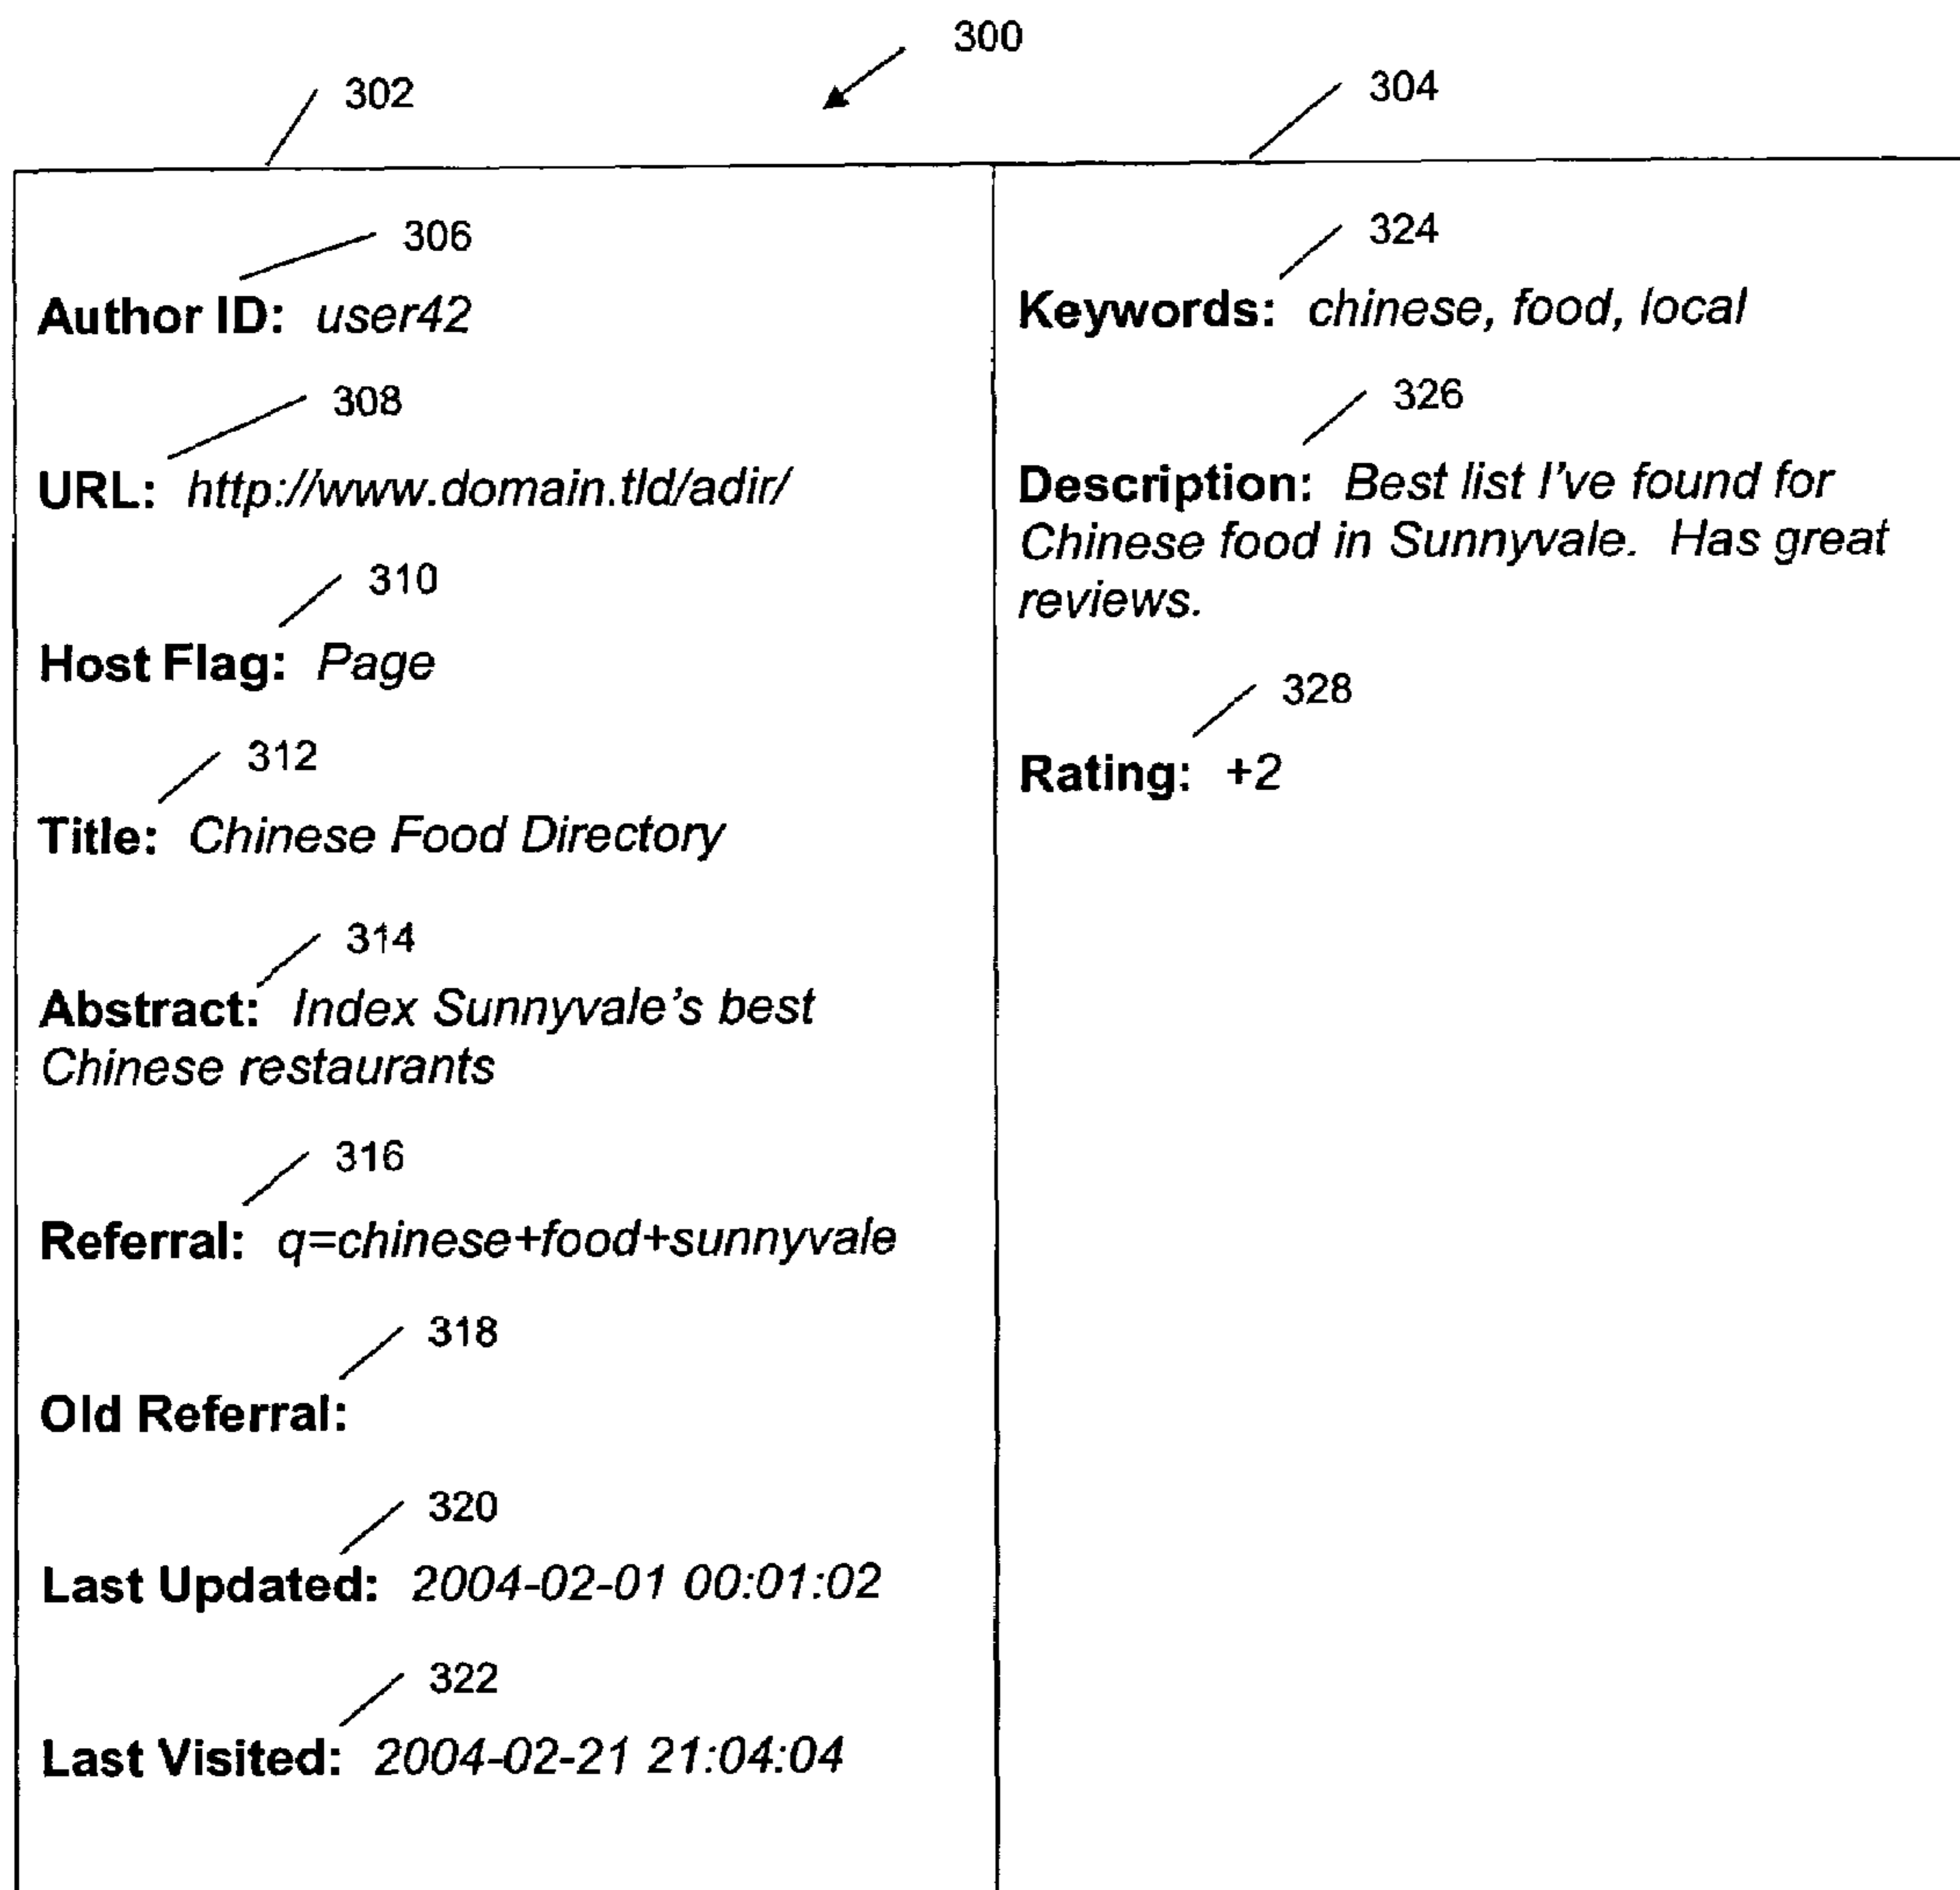 300
302
304
306
Author ID: user42
308
URL: http://www.domain.tld/adir/
310
Host Flag: Page
312
Title: Chinese Food Directory
314
Abstract: Index Sunnyvale's best
Chinese restaurants
316
Referral: q=chinese+food+sunnyvale
318
Old Referral:
320
Last Updated: 2004-02-01 00:01:02
322
Last Visited: 2004-02-21 21:04:04
324
Keywords: chinese, food, local
326
Description: Best list I've found for
Chinese food in Sunnyvale. Has great
reviews.
328
Rating: +2